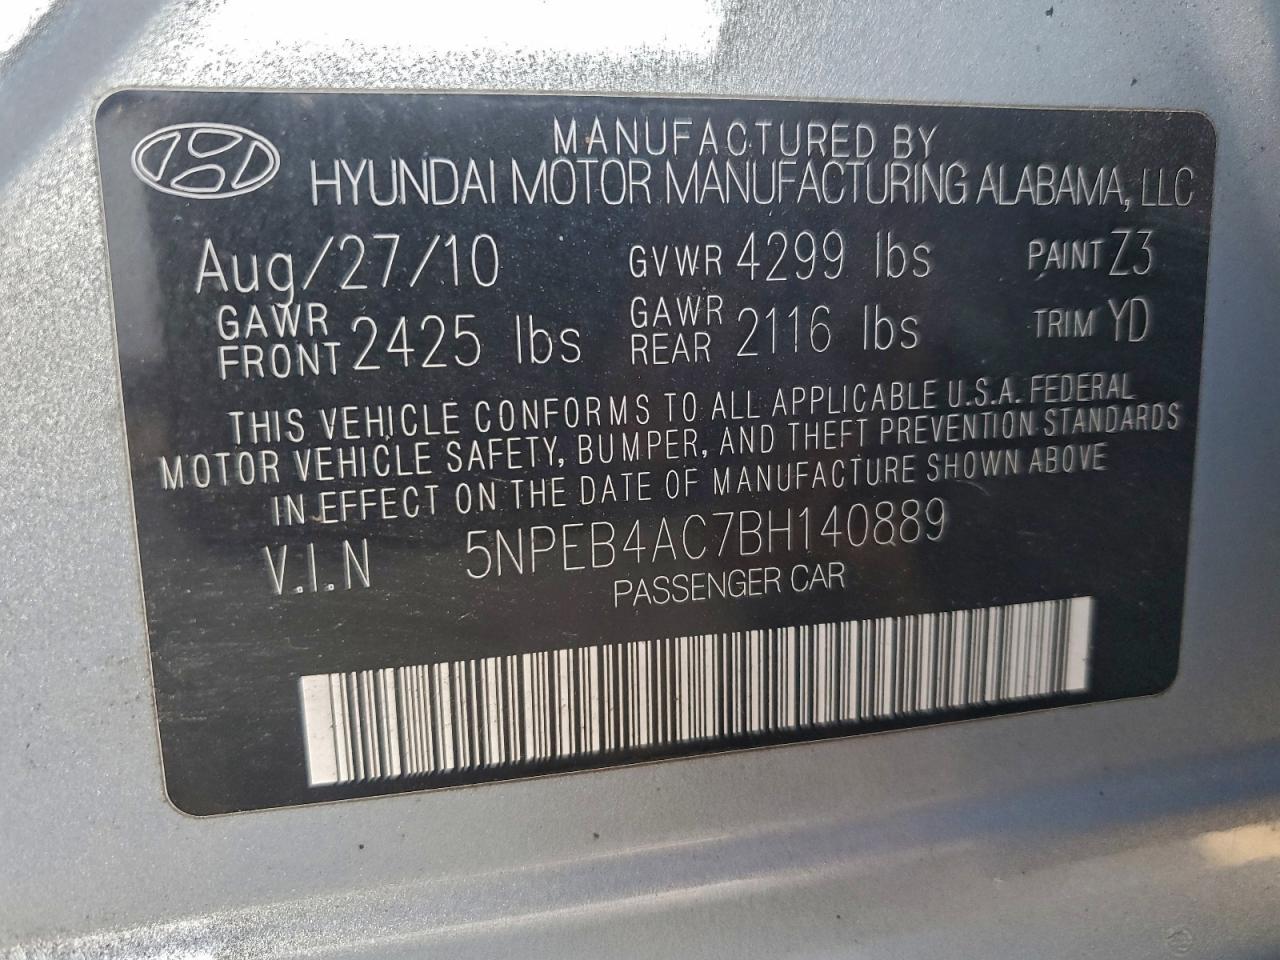 MANUFACTURED BY
HYUNDAI MOTOR MANUFACTURING ALABAMA, LLC
Aug/27/10 GVWR 4299 lbs PAINT Z3
GAWR FRONT 2425 lbs GAWR REAR 2116 lbs TRIM YD
THIS VEHICLE CONFORMS TO ALL APPLICABLE U.S.A. FEDERAL
MOTOR VEHICLE SAFETY, BUMPER, AND THEFT PREVENTION STANDARDS
IN EFFECT ON THE DATE OF MANUFACTURE SHOWN ABOVE
V.I.N 5NPEB4AC7BH140889
PASSENGER CAR